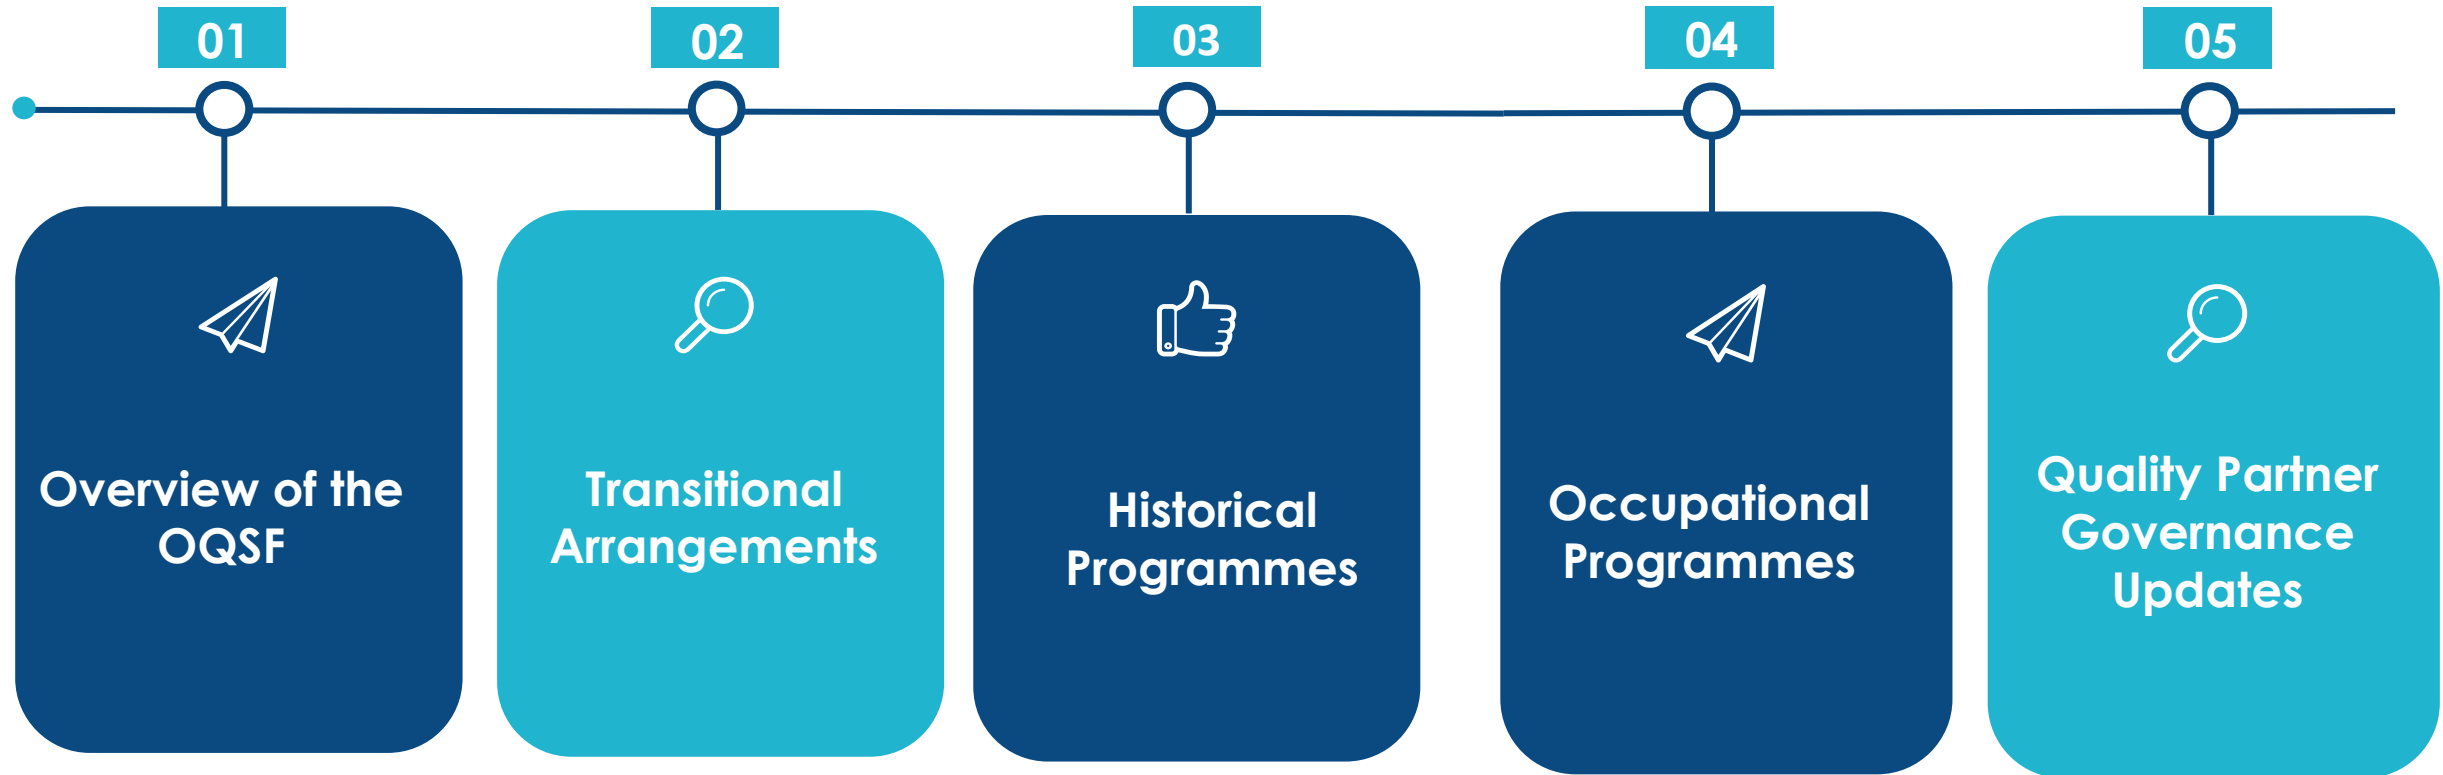 01
02
03
04
05
Overview of the
OQSF
Transitional
Arrangements
Historical
Programmes
Occupational
Programmes
Quality Partner
Governance
Updates